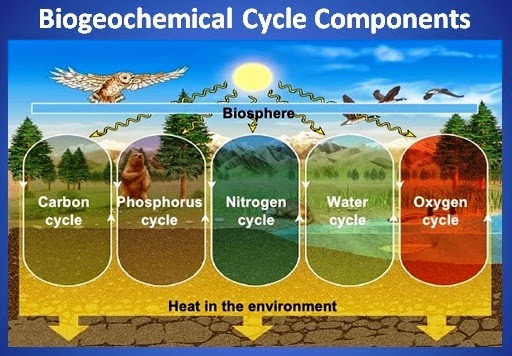 Biogeochemical Cycle Components
Biosphere
Carbon
cycle
Phosphorus
cycle
Nitrogen
cycle
Water
cycle
Oxygen
cycle
Heat in the environment